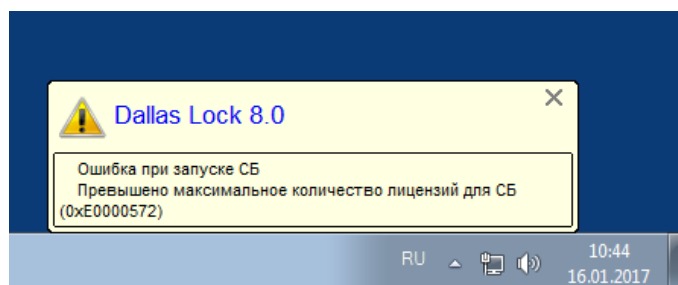 Dallas Lock 8.0
Ошибка при запуске СБ
Превышено максимальное количество лицензий для СБ
(0xE0000572)
RU
10:44
16.01.2017